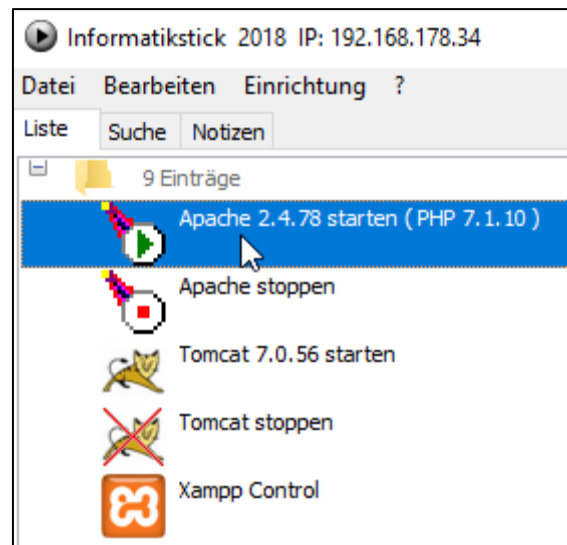 Informatikstick 2018 IP: 192.168.178.34
Datei Bearbeiten Einrichtung ?
Liste Suche Notizen
9 Einträge
Apache 2.4.78 starten ( PHP 7.1.10 )
Apache stoppen
Tomcat 7.0.56 starten
Tomcat stoppen
Xampp Control